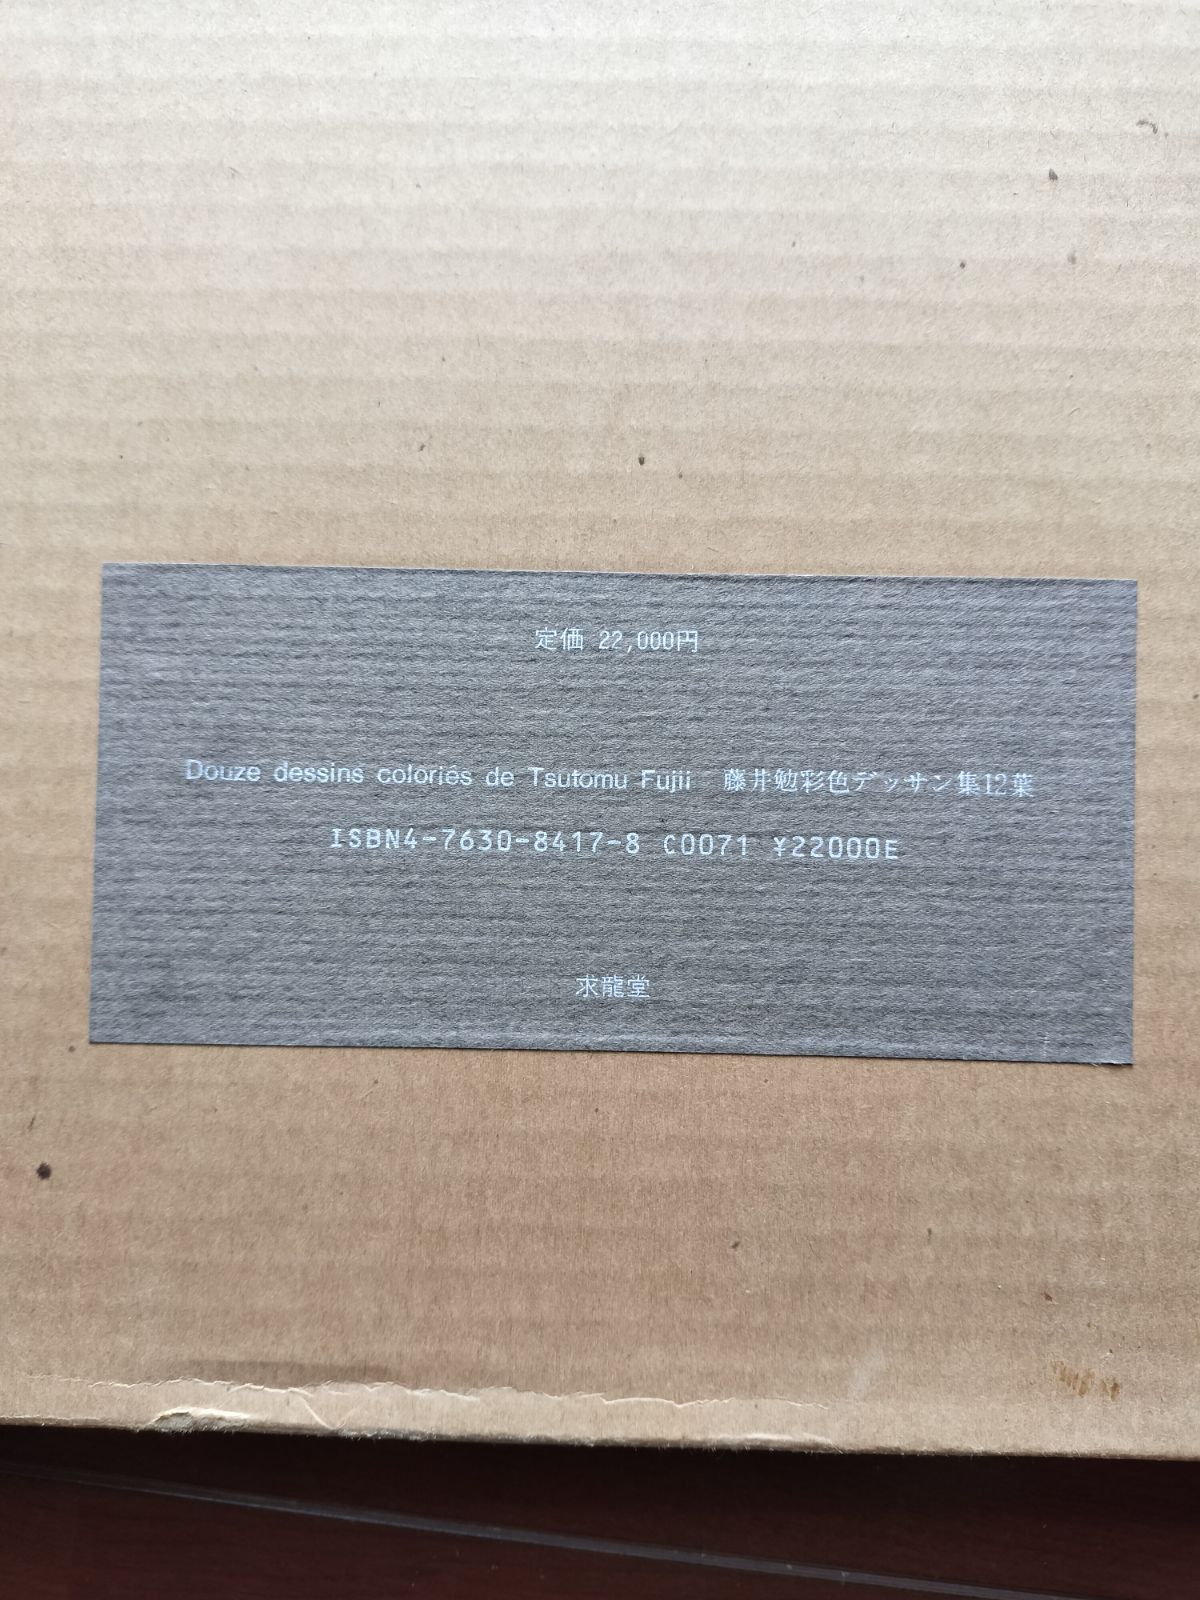 定価 22,000円
Douze dessins coloriés de Tsutomu Fujii 藤井勉彩色デッサン集12葉
ISBN4-7630-8417-8 C0071 ¥22000E
求龍堂